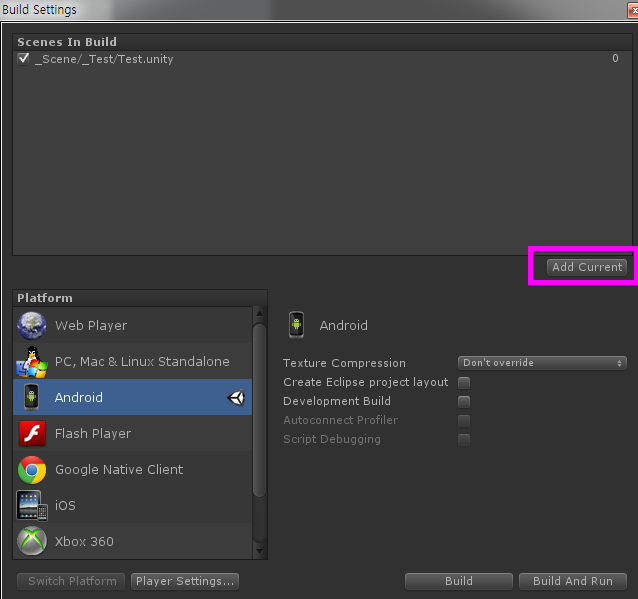 Build Settings
Scenes In Build
_Scene/_Test/Test.unity 0
Add Current
Platform
Web Player
PC, Mac & Linux Standalone
Android
Flash Player
Google Native Client
iOS
Xbox 360
Android
Texture Compression Don't override
Create Eclipse project layout
Development Build
Autoconnect Profiler
Script Debugging
Switch Platform Player Settings... Build Build And Run